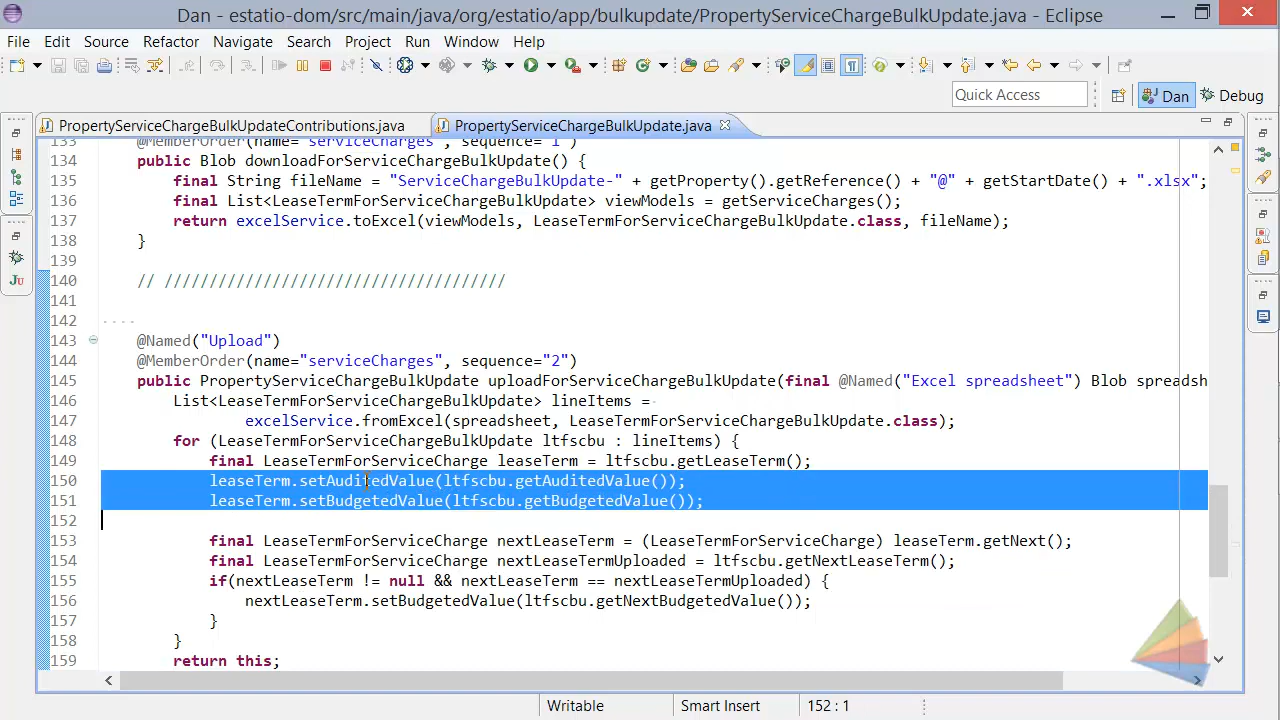 Dan - estatio-dom/src/main/java/org/estatio/app/bulkupdate/PropertyServiceChargeBulkUpdate.java - Eclipse
File Edit Source Refactor Navigate Search Project Run Window Help
Quick Access
Dan
Debug
PropertyServiceChargeBulkUpdateContributions.java
PropertyServiceChargeBulkUpdate.java
133 @MemberOrder(name="serviceCharges", sequence="1")
134 public Blob downloadForServiceChargeBulkUpdate() {
135 final String fileName = "ServiceChargeBulkUpdate-" + getProperty().getReference() + "@" + getStartDate() + ".xlsx";
136 final List<LeaseTermForServiceChargeBulkUpdate> viewModels = getServiceCharges();
137 return excelService.toExcel(viewModels, LeaseTermForServiceChargeBulkUpdate.class, fileName);
138 }
139
140 // //////////////////////////////////////
141
142
143 @Named("Upload")
144 @MemberOrder(name="serviceCharges", sequence="2")
145 public PropertyServiceChargeBulkUpdate uploadForServiceChargeBulkUpdate(final @Named("Excel spreadsheet") Blob spreadsh
146 List<LeaseTermForServiceChargeBulkUpdate> lineItems =
147 excelService.fromExcel(spreadsheet, LeaseTermForServiceChargeBulkUpdate.class);
148 for (LeaseTermForServiceChargeBulkUpdate ltfscbu : lineItems) {
149 final LeaseTermForServiceCharge leaseTerm = ltfscbu.getLeaseTerm();
150 leaseTerm.setAuditedValue(ltfscbu.getAuditedValue());
151 leaseTerm.setBudgetedValue(ltfscbu.getBudgetedValue());
152
153 final LeaseTermForServiceCharge nextLeaseTerm = (LeaseTermForServiceCharge) leaseTerm.getNext();
154 final LeaseTermForServiceCharge nextLeaseTermUploaded = ltfscbu.getNextLeaseTerm();
155 if(nextLeaseTerm != null && nextLeaseTerm == nextLeaseTermUploaded) {
156 nextLeaseTerm.setBudgetedValue(ltfscbu.getNextBudgetedValue());
157 }
158 }
159 return this;
Writable
Smart Insert
152 : 1